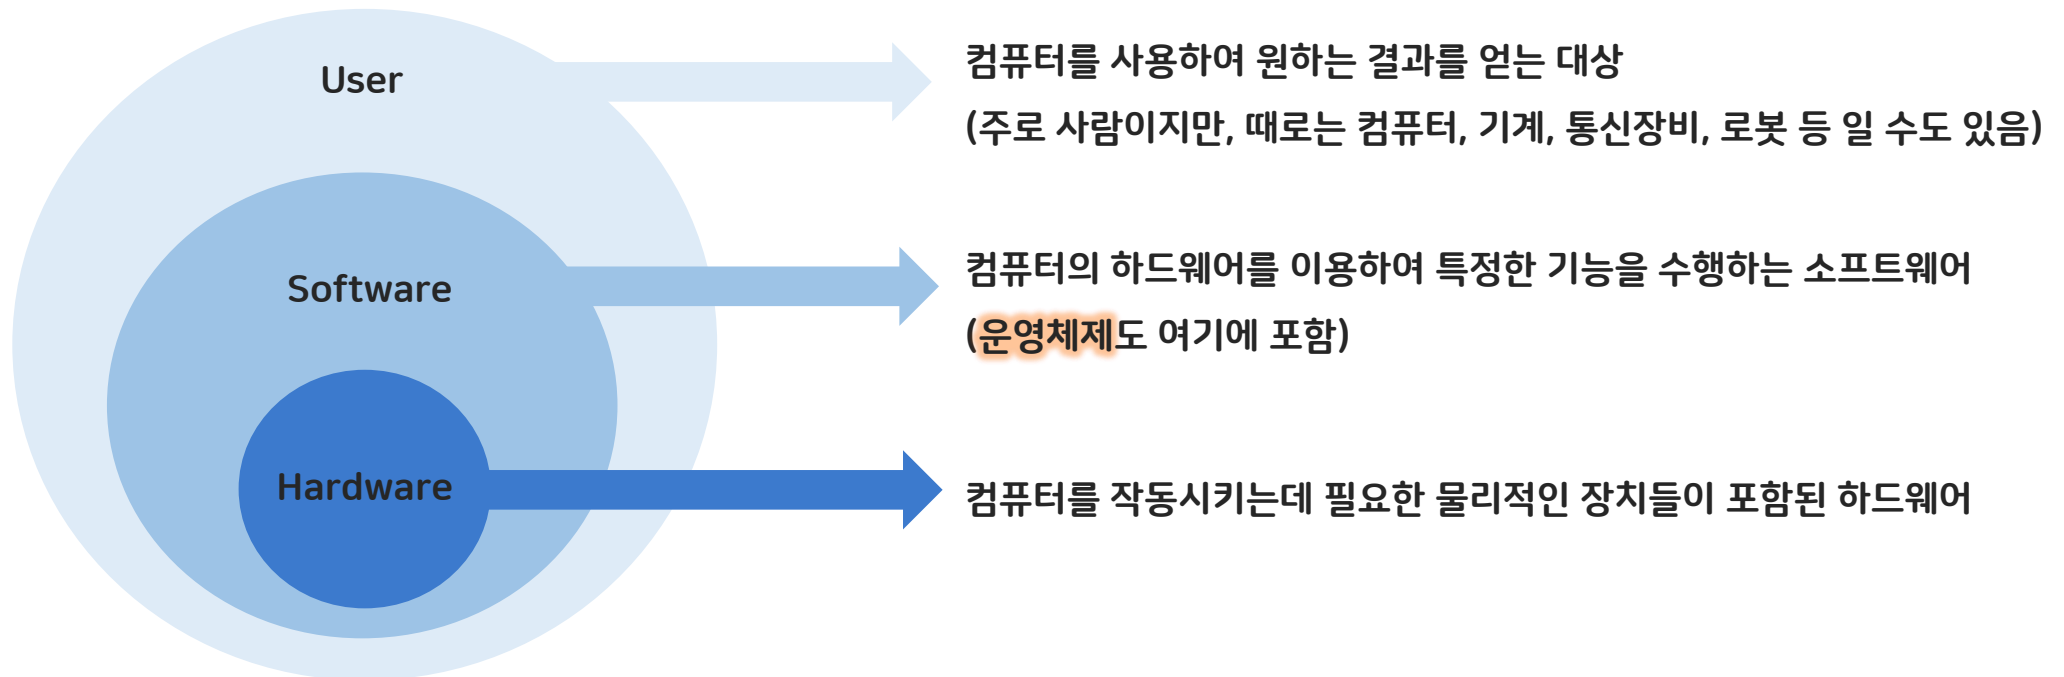 User
컴퓨터를 사용하여 원하는 결과를 얻는 대상
(주로 사람이지만, 때로는 컴퓨터, 기계, 통신장비, 로봇 등 일 수도 있음)
Software
컴퓨터의 하드웨어를 이용하여 특정한 기능을 수행하는 소프트웨어
(운영체제도 여기에 포함)
Hardware
컴퓨터를 작동시키는데 필요한 물리적인 장치들이 포함된 하드웨어